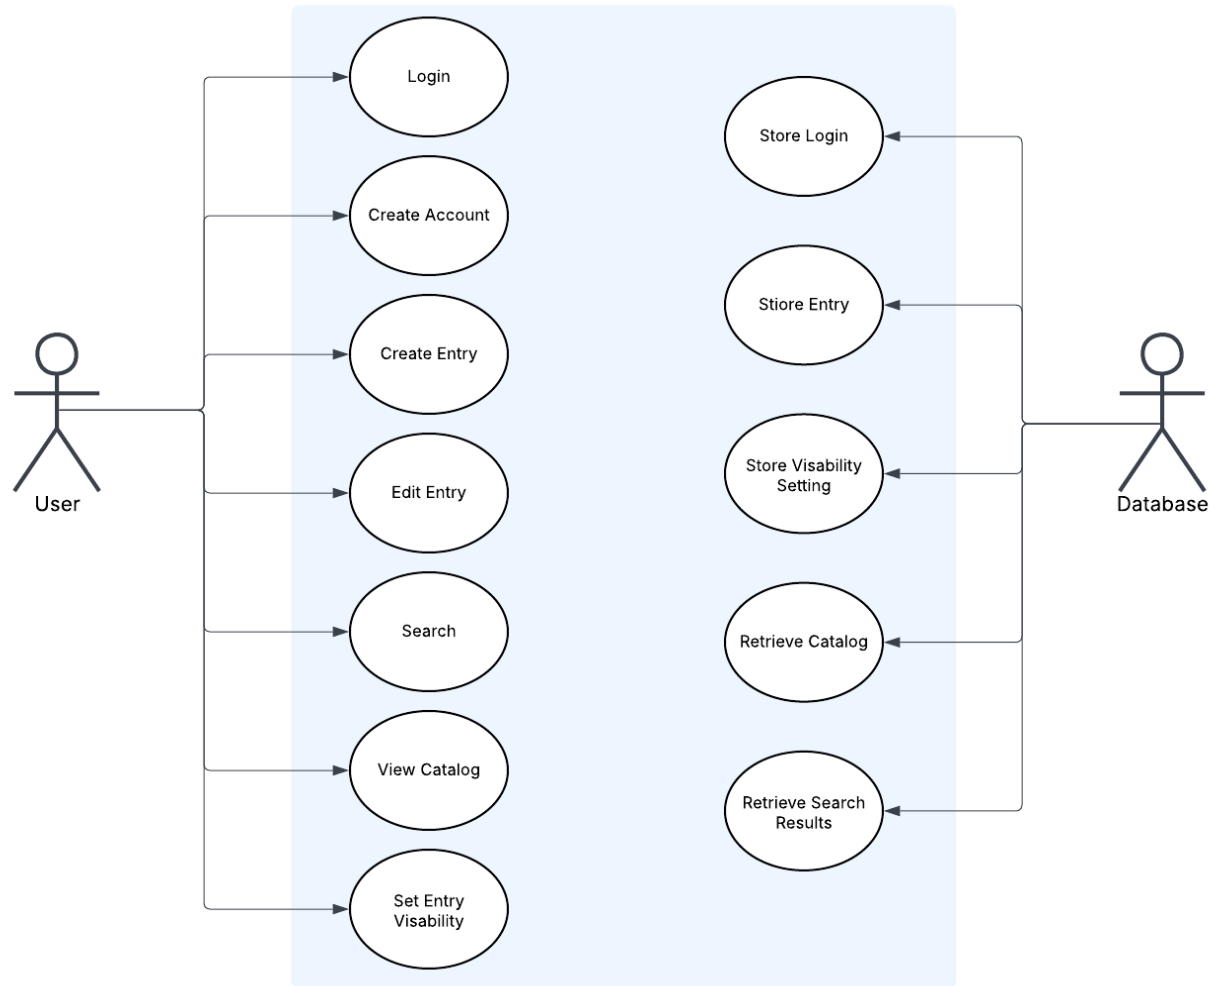 Login
Create Account
Create Entry
Edit Entry
Search
View Catalog
Set Entry
Visability
User
Store Login
Stiore Entry
Store Visability
Setting
Retrieve Catalog
Retrieve Search
Results
Database